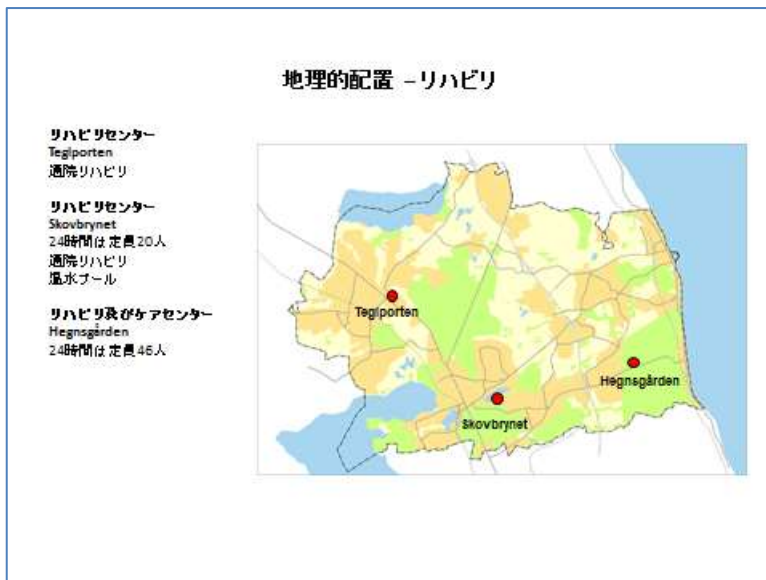 地理的配置 –リハビリ
リハビリセンター
Teglporten
通院リハビリ
リハビリセンター
Skovbrynet
24時間は定員20人
通院リハビリ
温水プール
リハビリ及びケアセンター
Hegnsgården
24時間は定員46人
Teglporten
Hegnsgården
Skovbrynet